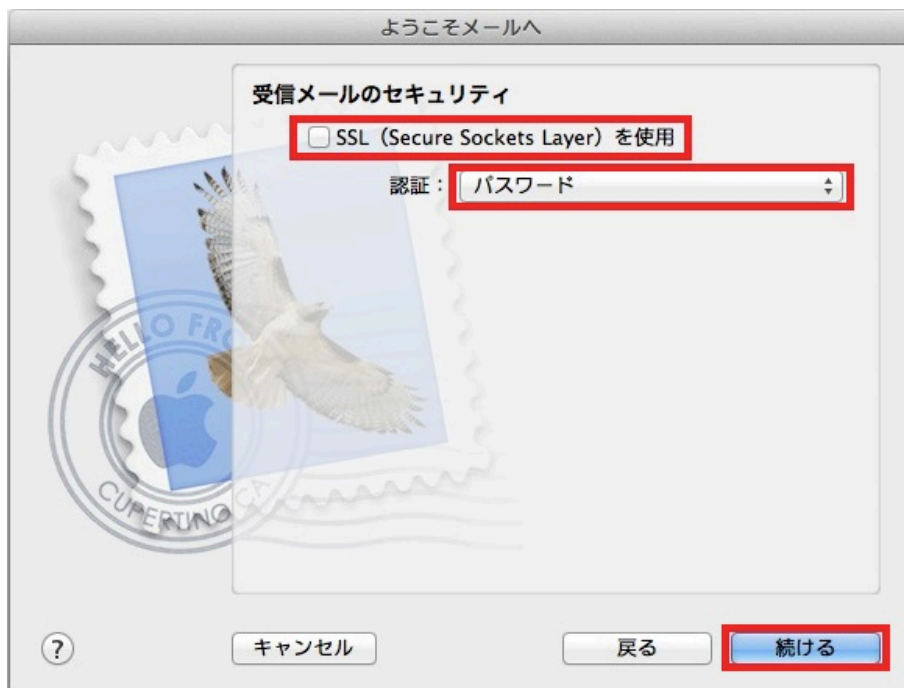 ようこそメールへ
受信メールのセキュリティ
SSL（Secure Sockets Layer）を使用
認証： パスワード
HELLO FRO
CUPERTINO CA
? キャンセル 戻る 続ける